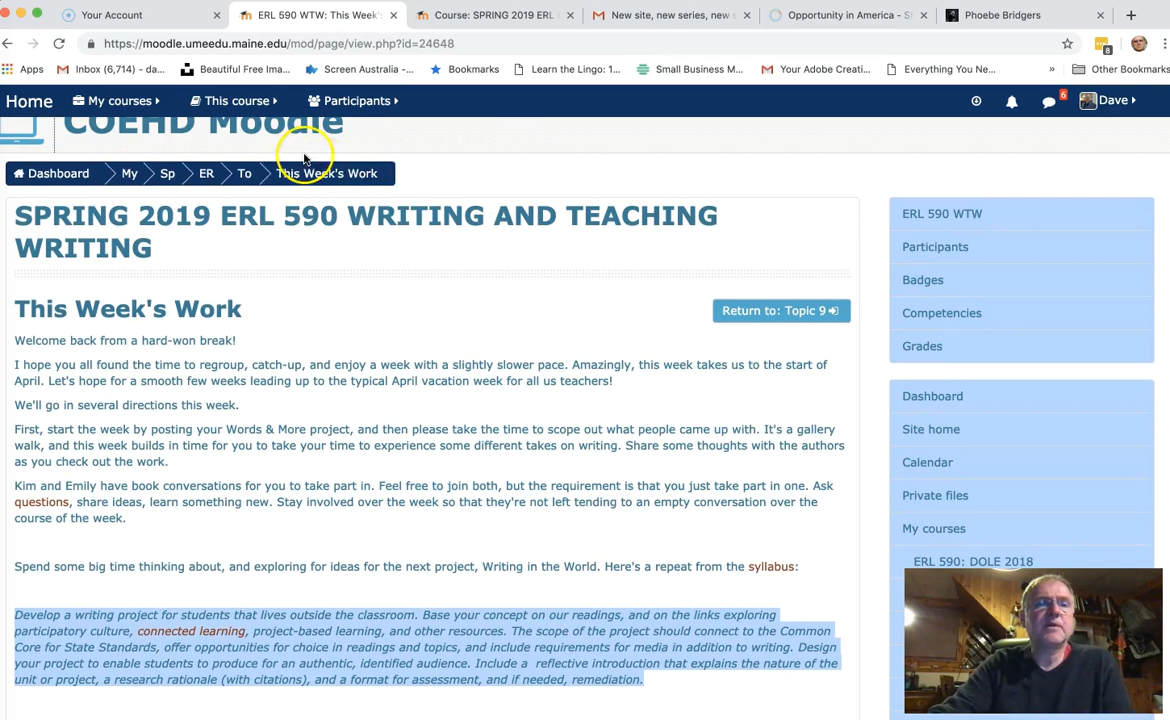 Your Account
ERL 590 WTW: This Week's
Course: SPRING 2019 ERL
New site, new series, new s
Opportunity in America - S
Phoebe Bridgers
https://moodle.umeedu.maine.edu/mod/page/view.php?id=24648
8
Apps
Inbox (6,714) - da...
Beautiful Free Ima...
Screen Australia -...
Bookmarks
Learn the Lingo: 1...
Small Business M...
Your Adobe Creati...
Everything You Ne...
»
Other Bookmarks
Home
My courses
This course
Participants
6
Dave
COEHD Moodle
Dashboard
My
Sp
ER
To
This Week's Work
SPRING 2019 ERL 590 WRITING AND TEACHING
WRITING
This Week's Work
Return to: Topic 9
Welcome back from a hard-won break!
I hope you all found the time to regroup, catch-up, and enjoy a week with a slightly slower pace. Amazingly, this week takes us to the start of
April. Let's hope for a smooth few weeks leading up to the typical April vacation week for all us teachers!
We'll go in several directions this week.
First, start the week by posting your Words & More project, and then please take the time to scope out what people came up with. It's a gallery
walk, and this week builds in time for you to take your time to experience some different takes on writing. Share some thoughts with the authors
as you check out the work.
Kim and Emily have book conversations for you to take part in. Feel free to join both, but the requirement is that you just take part in one. Ask
questions, share ideas, learn something new. Stay involved over the week so that they're not left tending to an empty conversation over the
course of the week.
Spend some big time thinking about, and exploring for ideas for the next project, Writing in the World. Here's a repeat from the syllabus:
Develop a writing project for students that lives outside the classroom. Base your concept on our readings, and on the links exploring
participatory culture, connected learning, project-based learning, and other resources. The scope of the project should connect to the Common
Core for State Standards, offer opportunities for choice in readings and topics, and include requirements for media in addition to writing. Design
your project to enable students to produce for an authentic, identified audience. Include a reflective introduction that explains the nature of the
unit or project, a research rationale (with citations), and a format for assessment, and if needed, remediation.
ERL 590 WTW
Participants
Badges
Competencies
Grades
Dashboard
Site home
Calendar
Private files
My courses
ERL 590: DOLE 2018